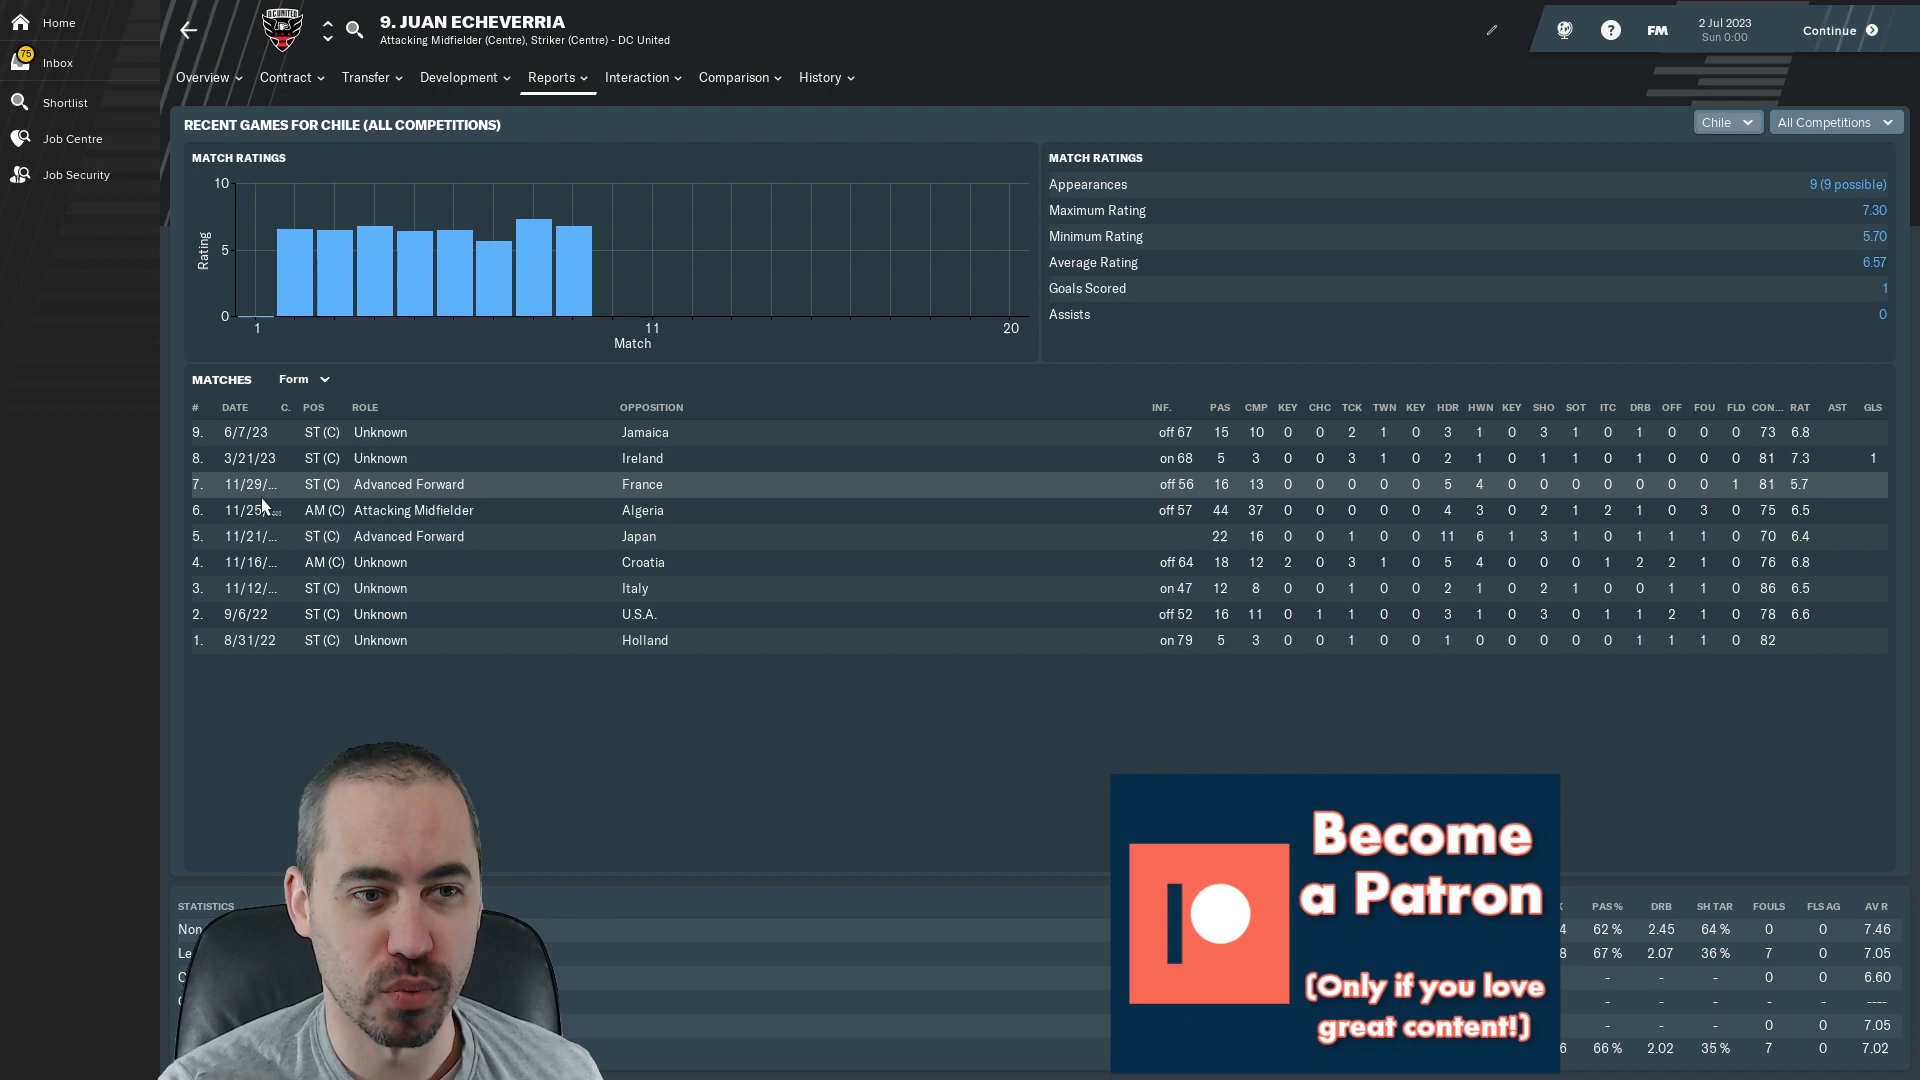 Home
75
Inbox
Shortlist
Job Centre
Job Security
9. JUAN ECHEVERRIA
Attacking Midfielder (Centre), Striker (Centre) - DC United
FM
2 Jul 2023
Sun 0:00
Continue
Overview Contract Transfer Development Reports Interaction Comparison History
RECENT GAMES FOR CHILE (ALL COMPETITIONS)
Chile
All Competitions
MATCH RATINGS
10
5
0
Rating
1 11 20
Match
MATCH RATINGS
Appearances 9 (9 possible)
Maximum Rating 7.30
Minimum Rating 5.70
Average Rating 6.57
Goals Scored 1
Assists 0
MATCHES Form
# DATE C. POS ROLE OPPOSITION INF. PAS CMP KEY CHC TCK TWN KEY HDR HWN KEY SHO SOT ITC DRB OFF FOU FLD CON... RAT AST GLS
9. 6/7/23 ST (C) Unknown Jamaica off 67 15 10 0 0 2 1 0 3 1 0 3 1 0 1 0 0 0 73 6.8
8. 3/21/23 ST (C) Unknown Ireland on 68 5 3 0 0 3 1 0 2 1 0 1 1 0 1 0 0 0 81 7.3 1
7. 11/29/... ST (C) Advanced Forward France off 56 16 13 0 0 0 0 0 5 4 0 0 0 0 0 0 0 1 81 5.7
6. 11/25/... AM (C) Attacking Midfielder Algeria off 57 44 37 0 0 0 0 0 4 3 0 2 1 2 1 0 3 0 75 6.5
5. 11/21/... ST (C) Advanced Forward Japan 22 16 0 0 1 0 0 11 6 1 3 1 0 1 1 1 0 70 6.4
4. 11/16/... AM (C) Unknown Croatia off 64 18 12 2 0 3 1 0 5 4 0 0 0 1 2 2 1 0 76 6.8
3. 11/12/... ST (C) Unknown Italy on 47 12 8 0 0 1 0 0 2 1 0 2 1 0 0 1 1 0 86 6.5
2. 9/6/22 ST (C) Unknown U.S.A. off 52 16 11 0 1 1 0 0 3 1 0 3 0 1 1 2 1 0 78 6.6
1. 8/31/22 ST (C) Unknown Holland on 79 5 3 0 0 1 0 0 1 0 0 0 0 0 1 1 1 0 82
Become
a Patron
(Only if you love
great content!)
STATISTICS PAS % DRB SH TAR FOULS FLS AG AV R
Non 4 62 % 2.45 64 % 0 0 7.46
Le 8 67 % 2.07 36 % 7 0 7.05
- - - 0 0 6.60
- - - - - ----
- - - 0 0 7.05
6 66 % 2.02 35 % 7 0 7.02